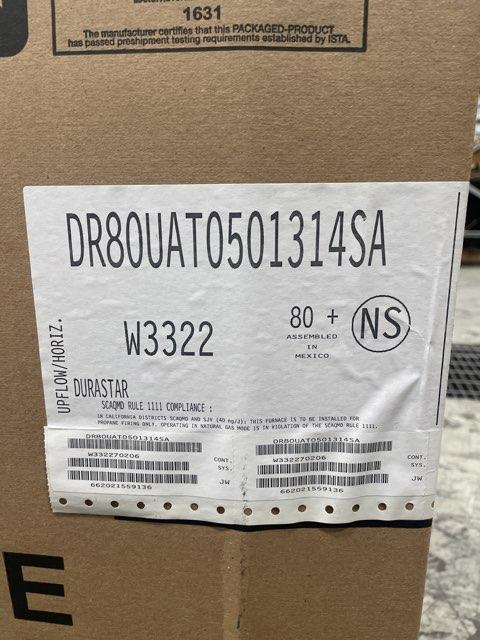 1631
The manufacturer certifies that this PACKAGED-PRODUCT
has passed preshipment testing requirements established by ISTA.
DR80UAT0501314SA
UPFLOW/HORIZ.
W3322
80 +
ASSEMBLED
IN
MEXICO
NS
DURASTAR
SCAQMD RULE 1111 COMPLIANCE :
IN CALIFORNIA DISTRICTS SCAQMD AND SJV (40 ng/J): THIS FURNACE IS TO BE INSTALLED FOR
PROPANE FIRING ONLY. OPERATING IN NATURAL GAS MODE IS IN VIOLATION OF THE SCAQMD RULE 1111.
DR80UAT0501314SA
W332270206
CONT.
SYS.
JW
662021559136
DR80UAT0501314SA
W332270206
CONT.
SYS.
JW
662021559136
E